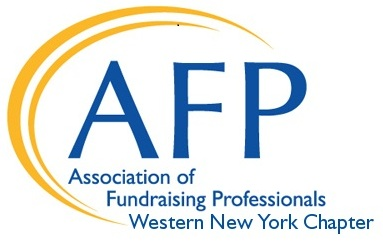 AFP
Association of
Fundraising Professionals
Western New York Chapter